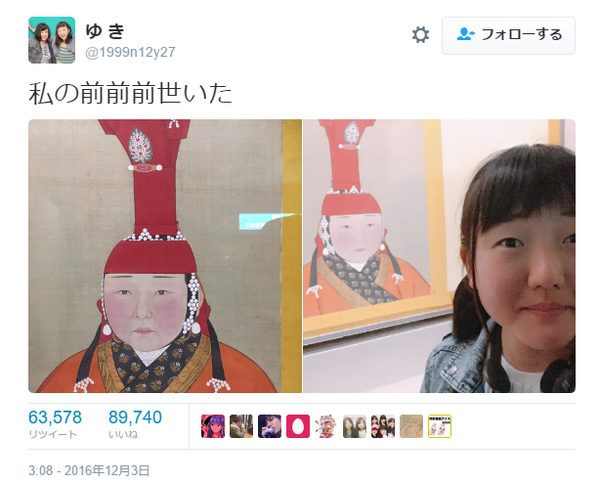 ゆ き
@1999n12y27
フォローする
私の前前前世いた
63,578
リツイート
89,740
いいね
3:08 - 2016年12月3日